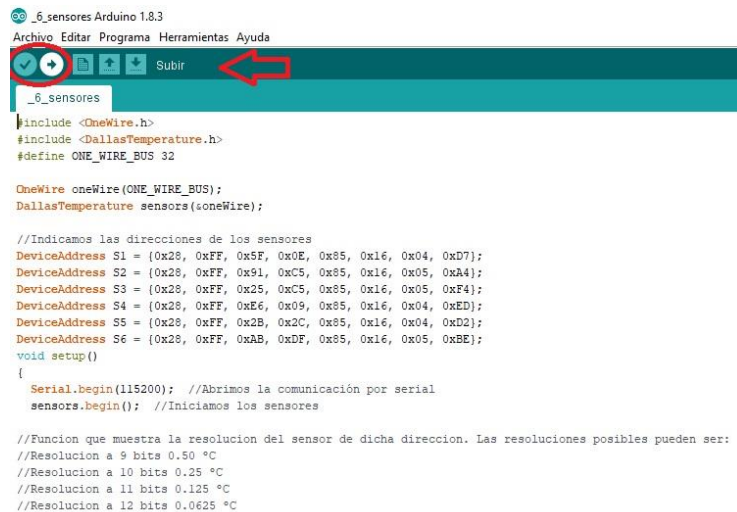 _6_sensores Arduino 1.8.3
Archivo Editar Programa Herramientas Ayuda
Subir
_6_sensores
#include <OneWire.h>
#include <DallasTemperature.h>
#define ONE_WIRE_BUS 32
OneWire oneWire(ONE_WIRE_BUS);
DallasTemperature sensors(&oneWire);
//Indicamos las direcciones de los sensores
DeviceAddress S1 = {0x28, 0xFF, 0x5F, 0x0E, 0x85, 0x16, 0x04, 0xD7};
DeviceAddress S2 = {0x28, 0xFF, 0x91, 0xC5, 0x85, 0x16, 0x05, 0xA4};
DeviceAddress S3 = {0x28, 0xFF, 0x25, 0xC5, 0x85, 0x16, 0x05, 0xF4};
DeviceAddress S4 = {0x28, 0xFF, 0xE6, 0x09, 0x85, 0x16, 0x04, 0xED};
DeviceAddress S5 = {0x28, 0xFF, 0x2B, 0x2C, 0x85, 0x16, 0x04, 0xD2};
DeviceAddress S6 = {0x28, 0xFF, 0xAB, 0xDF, 0x85, 0x16, 0x05, 0xBE};
void setup()
{
Serial.begin(115200); //Abrimos la comunicación por serial
sensors.begin(); //Iniciamos los sensores
//Funcion que muestra la resolucion del sensor de dicha direccion. Las resoluciones posibles pueden ser:
//Resolucion a 9 bits 0.50 ºC
//Resolucion a 10 bits 0.25 ºC
//Resolucion a 11 bits 0.125 ºC
//Resolucion a 12 bits 0.0625 ºC